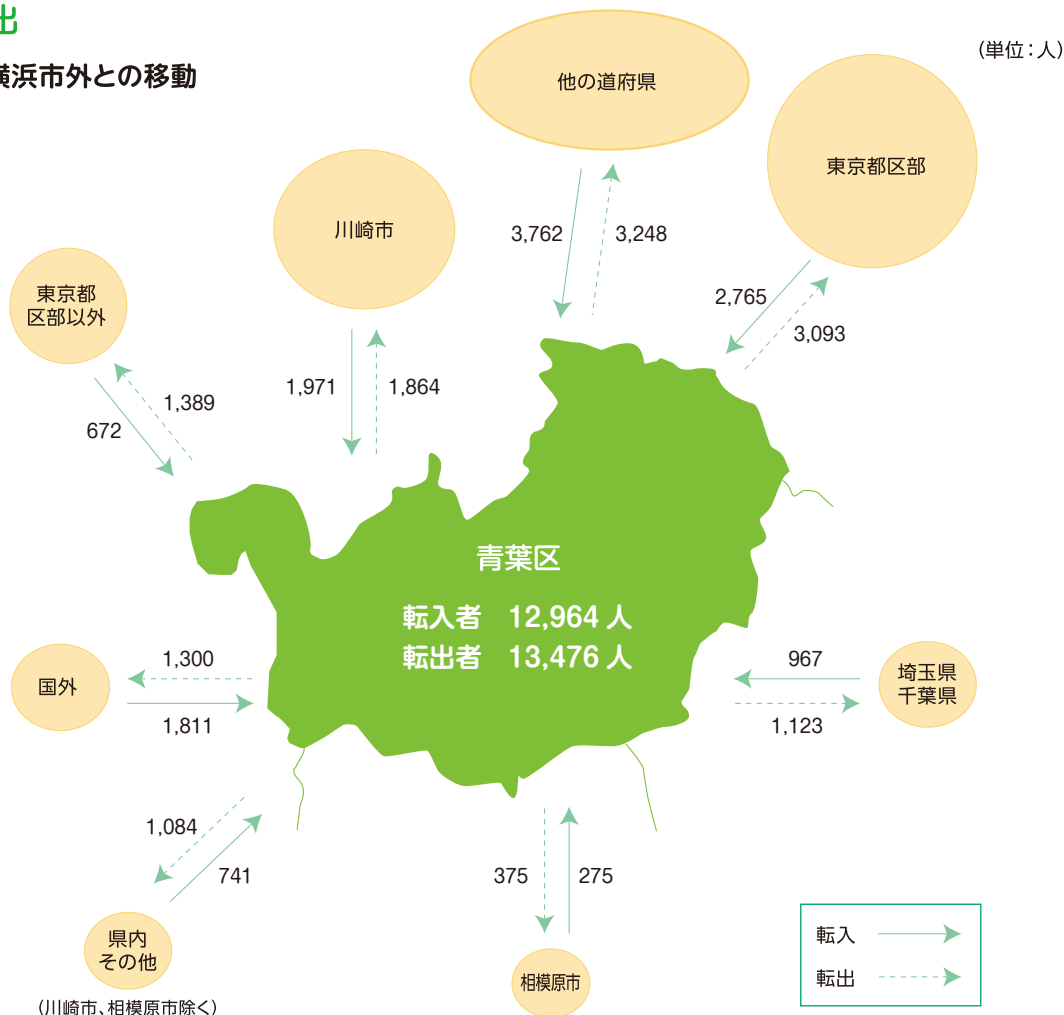 出
横浜市外との移動
(単位：人)
他の道府県
東京都区部
川崎市
東京都
区部以外
3,762
3,248
2,765
3,093
1,971
1,864
1,389
672
青葉区
転入者 12,964 人
転出者 13,476 人
国外
1,300
1,811
967
1,123
埼玉県
千葉県
1,084
741
375
275
県内
その他
(川崎市、相模原市除く)
相模原市
転入
転出